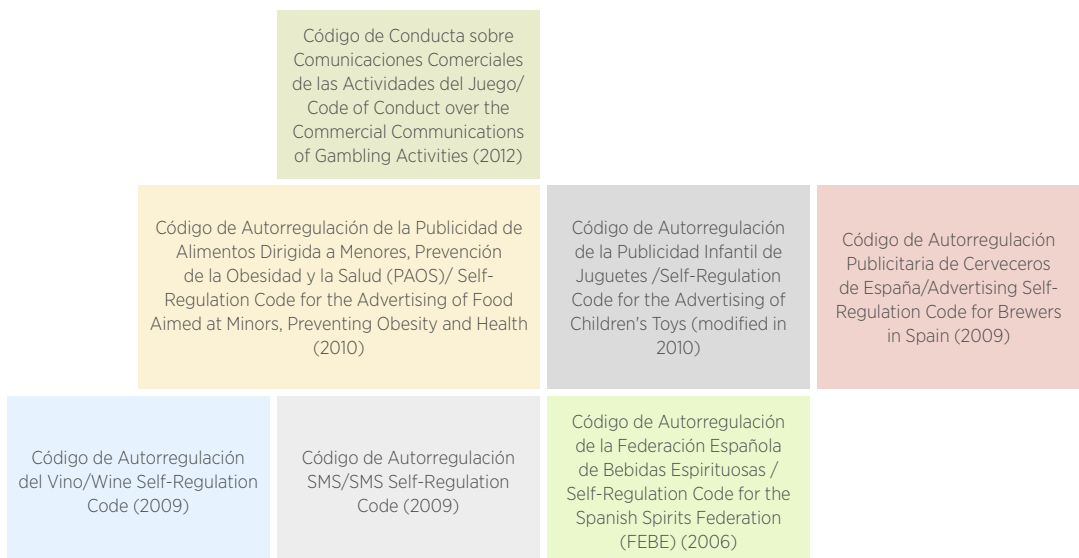 Código de Conducta sobre
Comunicaciones Comerciales
de las Actividades del Juego/
Code of Conduct over the
Commercial Communications
of Gambling Activities (2012)
Código de Autorregulación de la Publicidad de
Alimentos Dirigida a Menores, Prevención
de la Obesidad y la Salud (PAOS)/ Self-
Regulation Code for the Advertising of Food
Aimed at Minors, Preventing Obesity and Health
(2010)
Código de Autorregulación
de la Publicidad Infantil de
Juguetes /Self-Regulation
Code for the Advertising of
Children's Toys (modified in
2010)
Código de Autorregulación
Publicitaria de Cerveceros
de España/Advertising Self-
Regulation Code for Brewers
in Spain (2009)
Código de Autorregulación
del Vino/Wine Self-Regulation
Code (2009)
Código de Autorregulación
SMS/SMS Self-Regulation
Code (2009)
Código de Autorregulación
de la Federación Española
de Bebidas Espirituosas /
Self-Regulation Code for the
Spanish Spirits Federation
(FEBE) (2006)